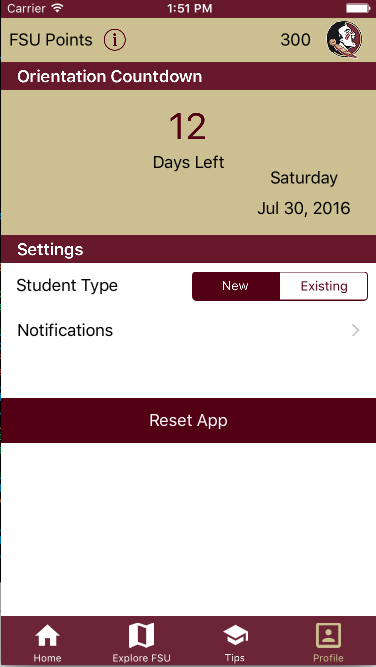 Carrier 1:51 PM
FSU Points i 300
Orientation Countdown
12
Days Left
Saturday
Jul 30, 2016
Settings
Student Type New Existing
Notifications
Reset App
Home Explore FSU Tips Profile